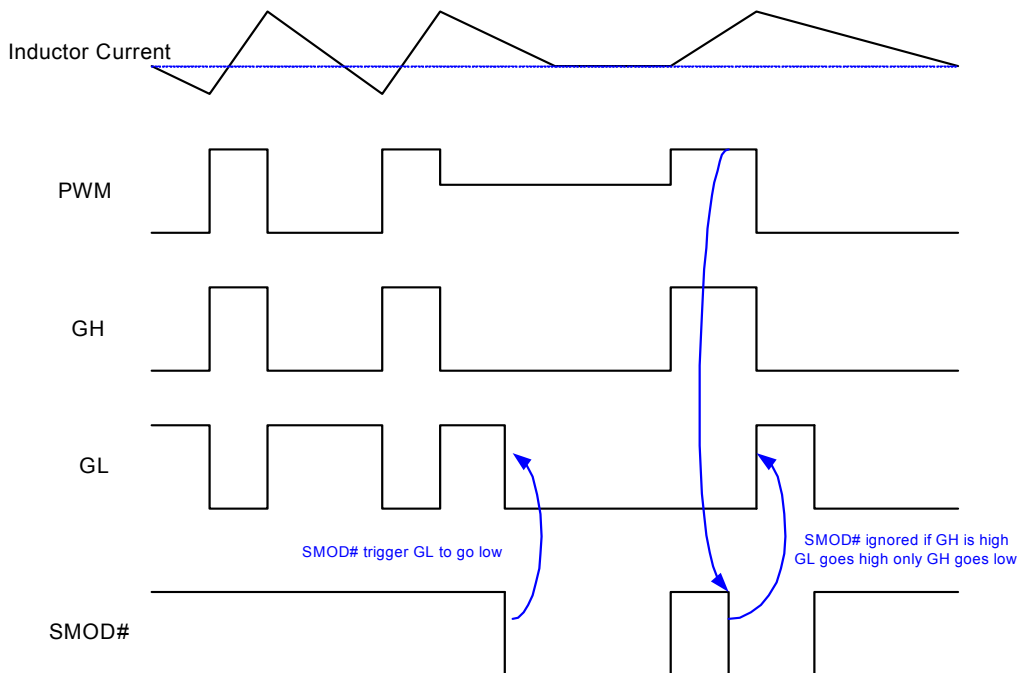 Inductor Current
PWM
GH
GL
SMOD# trigger GL to go low
SMOD# ignored if GH is high
GL goes high only GH goes low
SMOD#